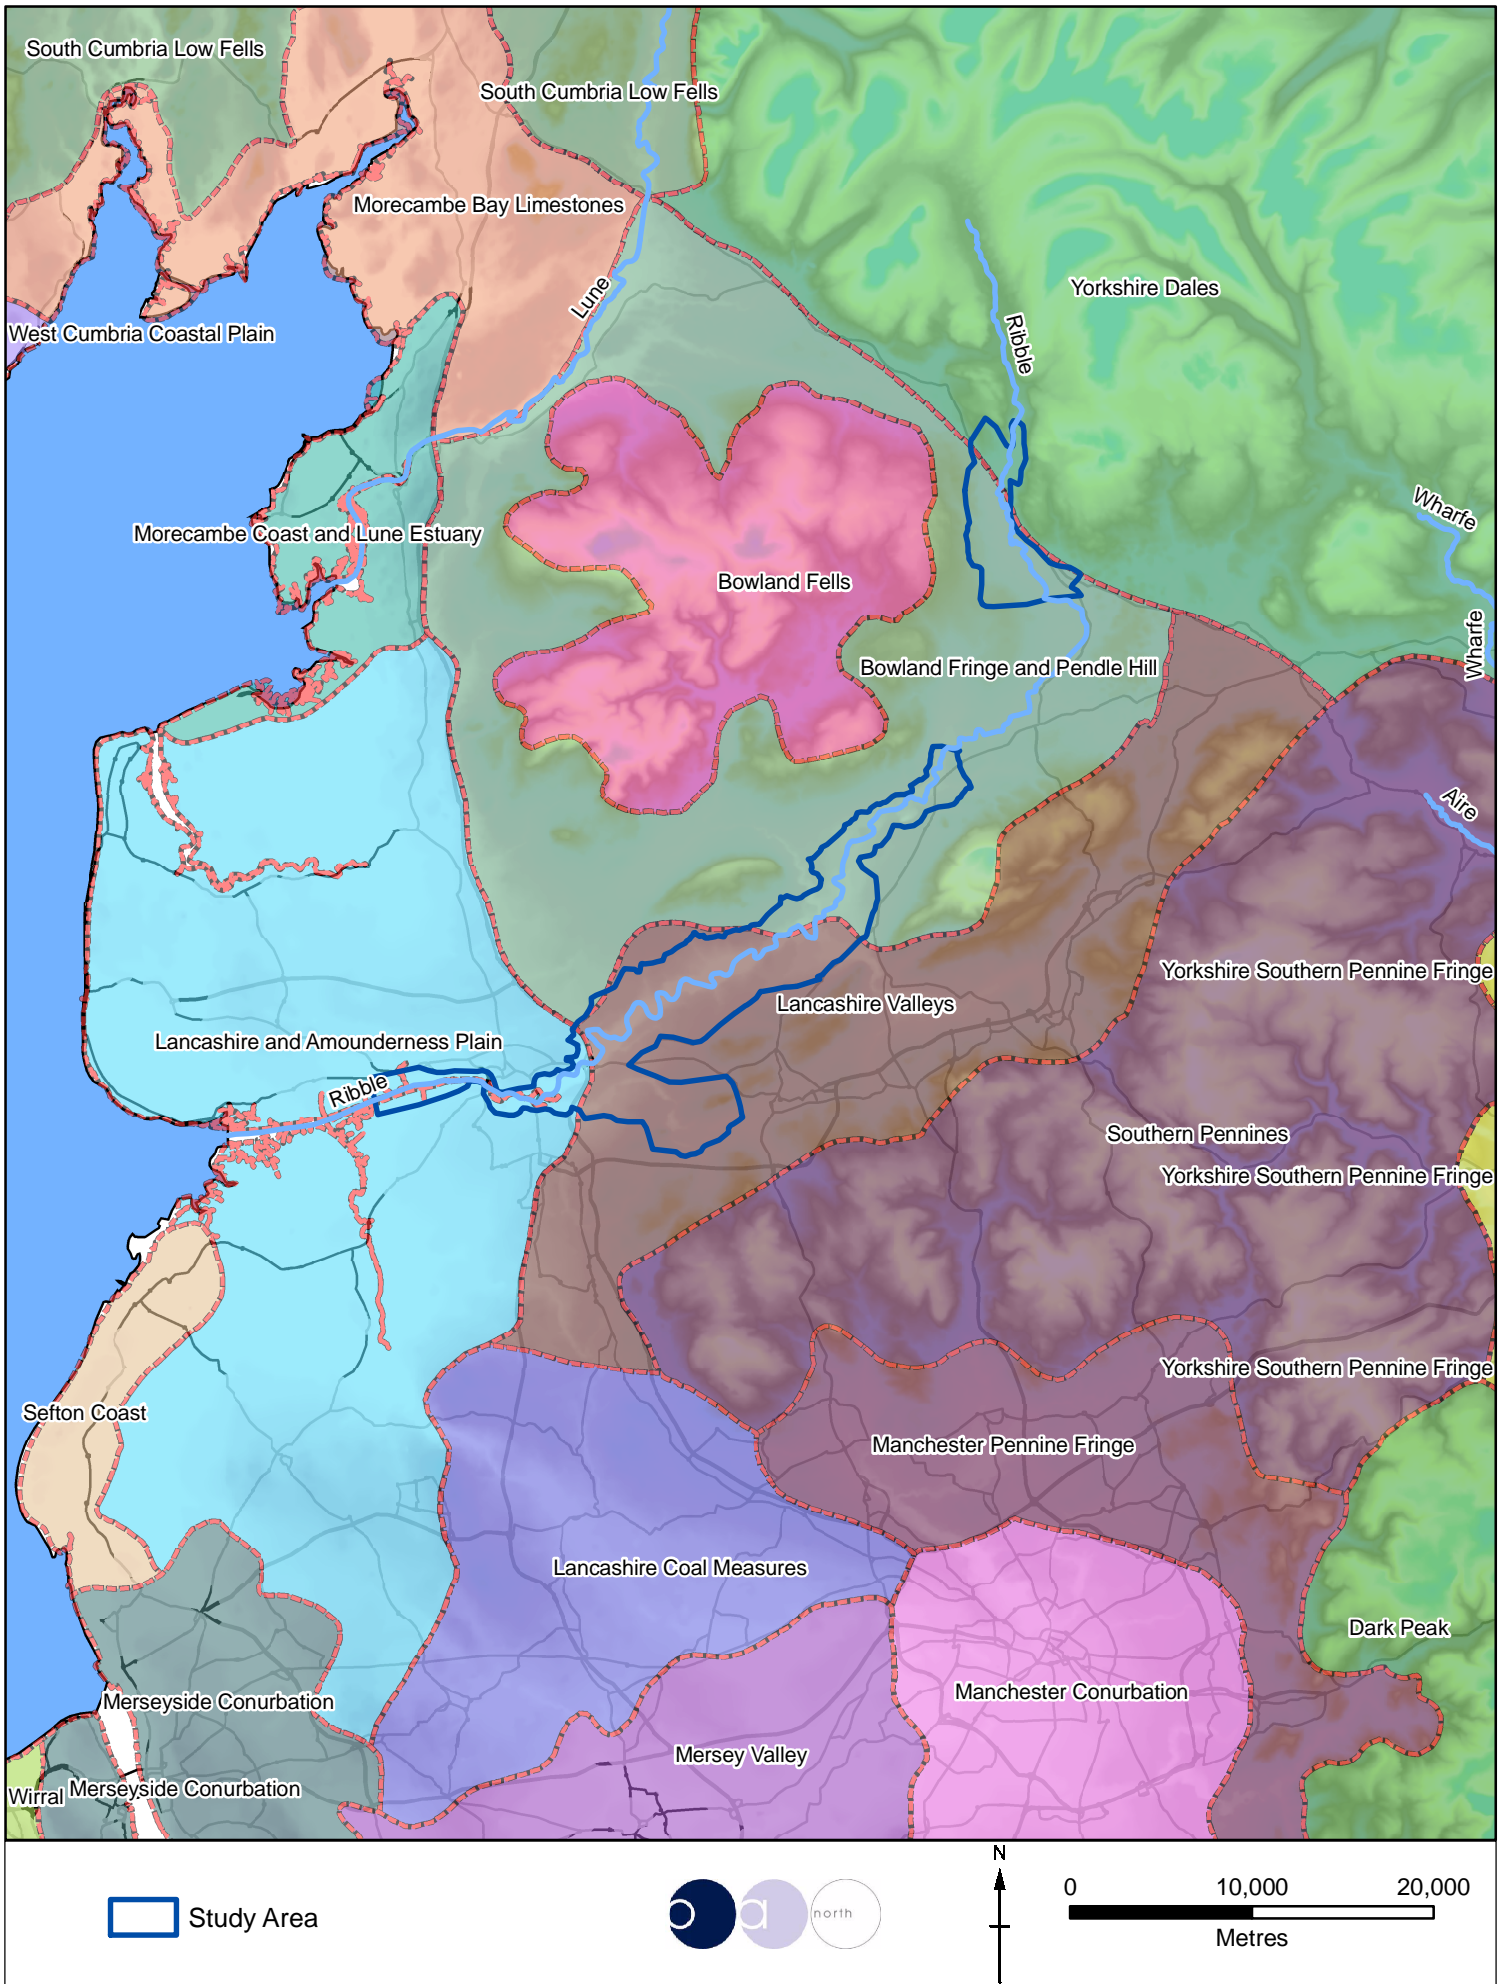 South Cumbria Low Fells
South Cumbria Low Fells
Morecambe Bay Limestones
Lune
Yorkshire Dales
West Cumbria Coastal Plain
Ribble
Wharfe
Morecambe Coast and Lune Estuary
Bowland Fells
Wharfe
Bowland Fringe and Pendle Hill
Aire
Yorkshire Southern Pennine Fringe
Lancashire Valleys
Lancashire and Amounderness Plain
Ribble
Southern Pennines
Yorkshire Southern Pennine Fringe
Yorkshire Southern Pennine Fringe
Sefton Coast
Manchester Pennine Fringe
Lancashire Coal Measures
Dark Peak
Merseyside Conurbation
Manchester Conurbation
Mersey Valley
Wirral
Merseyside Conurbation
N
0 10,000 20,000
Metres
Study Area
o a north